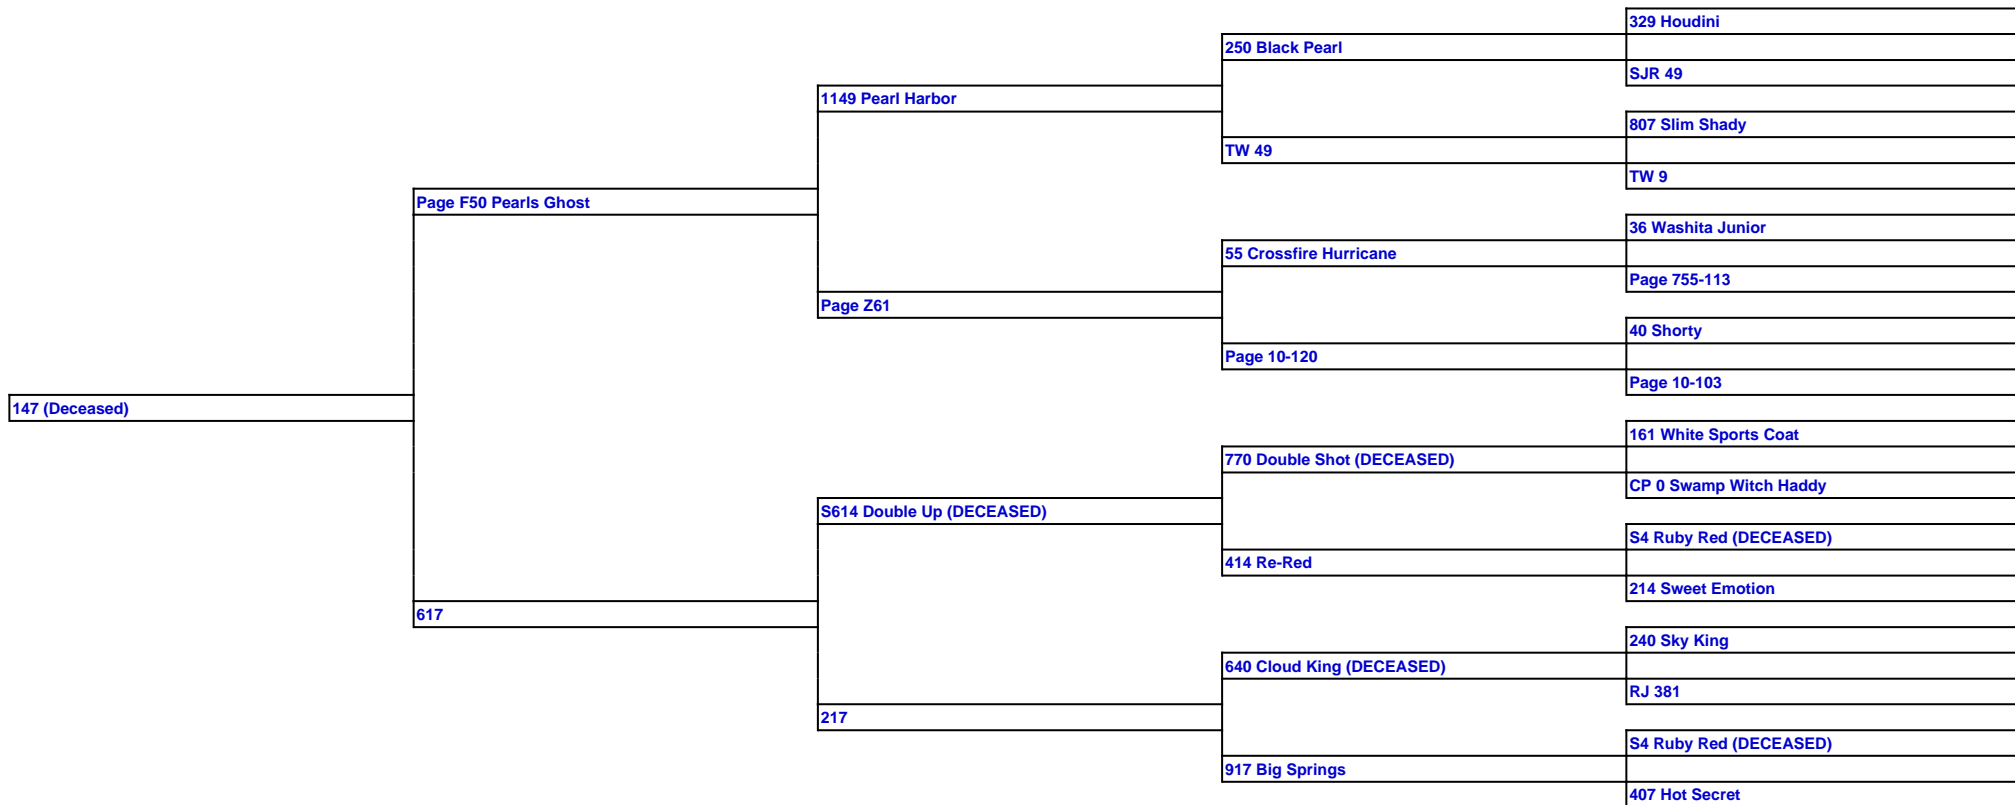 329 Houdini
250 Black Pearl
SJR 49
1149 Pearl Harbor
807 Slim Shady
TW 49
TW 9
Page F50 Pearls Ghost
36 Washita Junior
55 Crossfire Hurricane
Page 755-113
Page Z61
40 Shorty
Page 10-120
Page 10-103
147 (Deceased)
161 White Sports Coat
770 Double Shot (DECEASED)
CP 0 Swamp Witch Haddy
S614 Double Up (DECEASED)
S4 Ruby Red (DECEASED)
414 Re-Red
214 Sweet Emotion
617
240 Sky King
640 Cloud King (DECEASED)
RJ 381
217
S4 Ruby Red (DECEASED)
917 Big Springs
407 Hot Secret